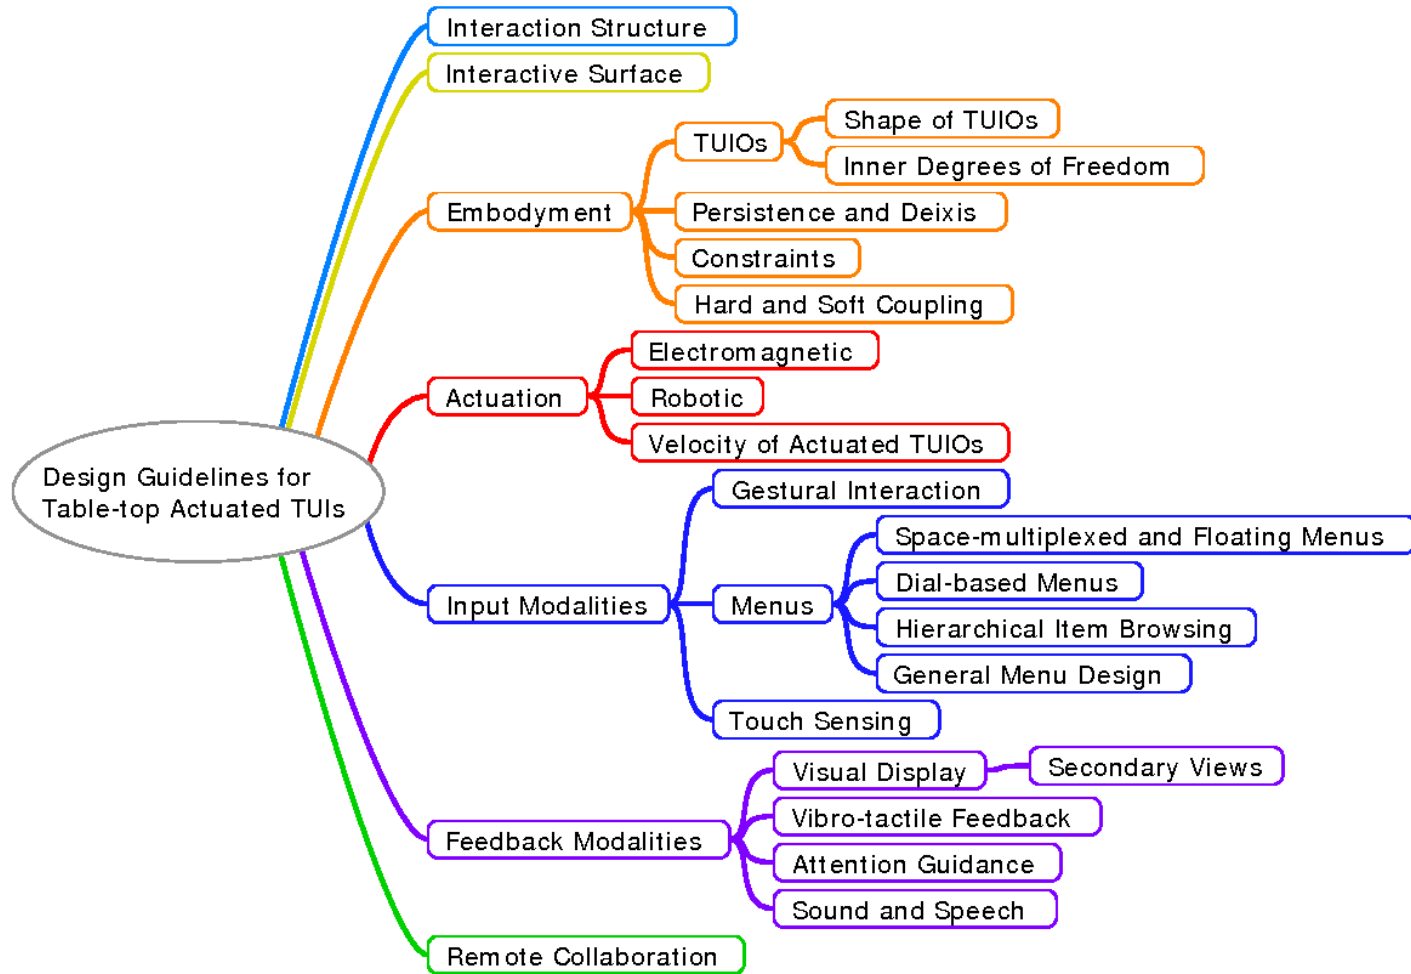 Interaction Structure
Interactive Surface
Shape of TUIOs
TUIOs
Inner Degrees of Freedom
Embodyment
Persistence and Deixis
Constraints
Hard and Soft Coupling
Electromagnetic
Actuation
Robotic
Velocity of Actuated TUIOs
Design Guidelines for
Table-top Actuated TUIs
Gestural Interaction
Space-multiplexed and Floating Menus
Dial-based Menus
Input Modalities
Menus
Hierarchical Item Browsing
General Menu Design
Touch Sensing
Visual Display
Secondary Views
Vibro-tactile Feedback
Feedback Modalities
Attention Guidance
Sound and Speech
Remote Collaboration